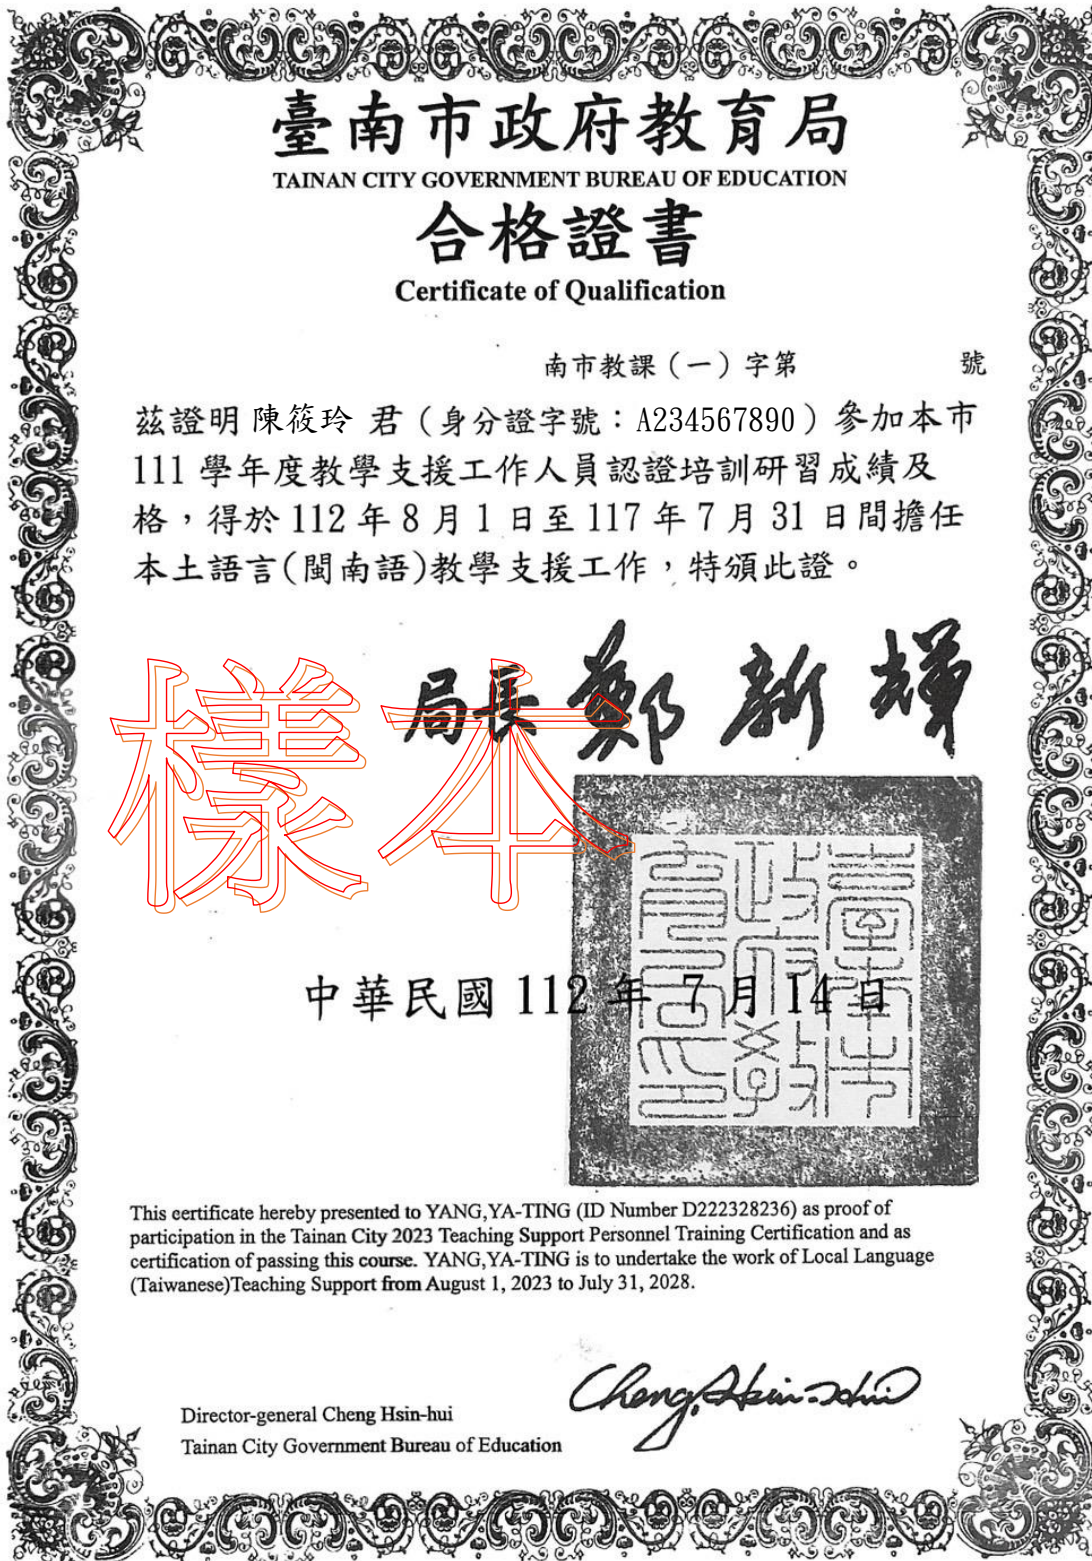 臺南市政府教育局
TAINAN CITY GOVERNMENT BUREAU OF EDUCATION
合格證書
Certificate of Qualification
南市教課（一）字第 號
茲證明 陳筱玲 君（身分證字號：A234567890）參加本市
111 學年度教學支援工作人員認證培訓研習成績及
格，得於 112 年 8 月 1 日至 117 年 7 月 31 日間擔任
本土語言(閩南語)教學支援工作，特頒此證。
局長 鄭新輝
樣本
臺南市政府教育局印
中華民國 112 年 7 月 14 日
This certificate hereby presented to YANG,YA-TING (ID Number D222328236) as proof of
participation in the Tainan City 2023 Teaching Support Personnel Training Certification and as
certification of passing this course. YANG,YA-TING is to undertake the work of Local Language
(Taiwanese)Teaching Support from August 1, 2023 to July 31, 2028.
Cheng, Hsin-hui
Director-general Cheng Hsin-hui
Tainan City Government Bureau of Education